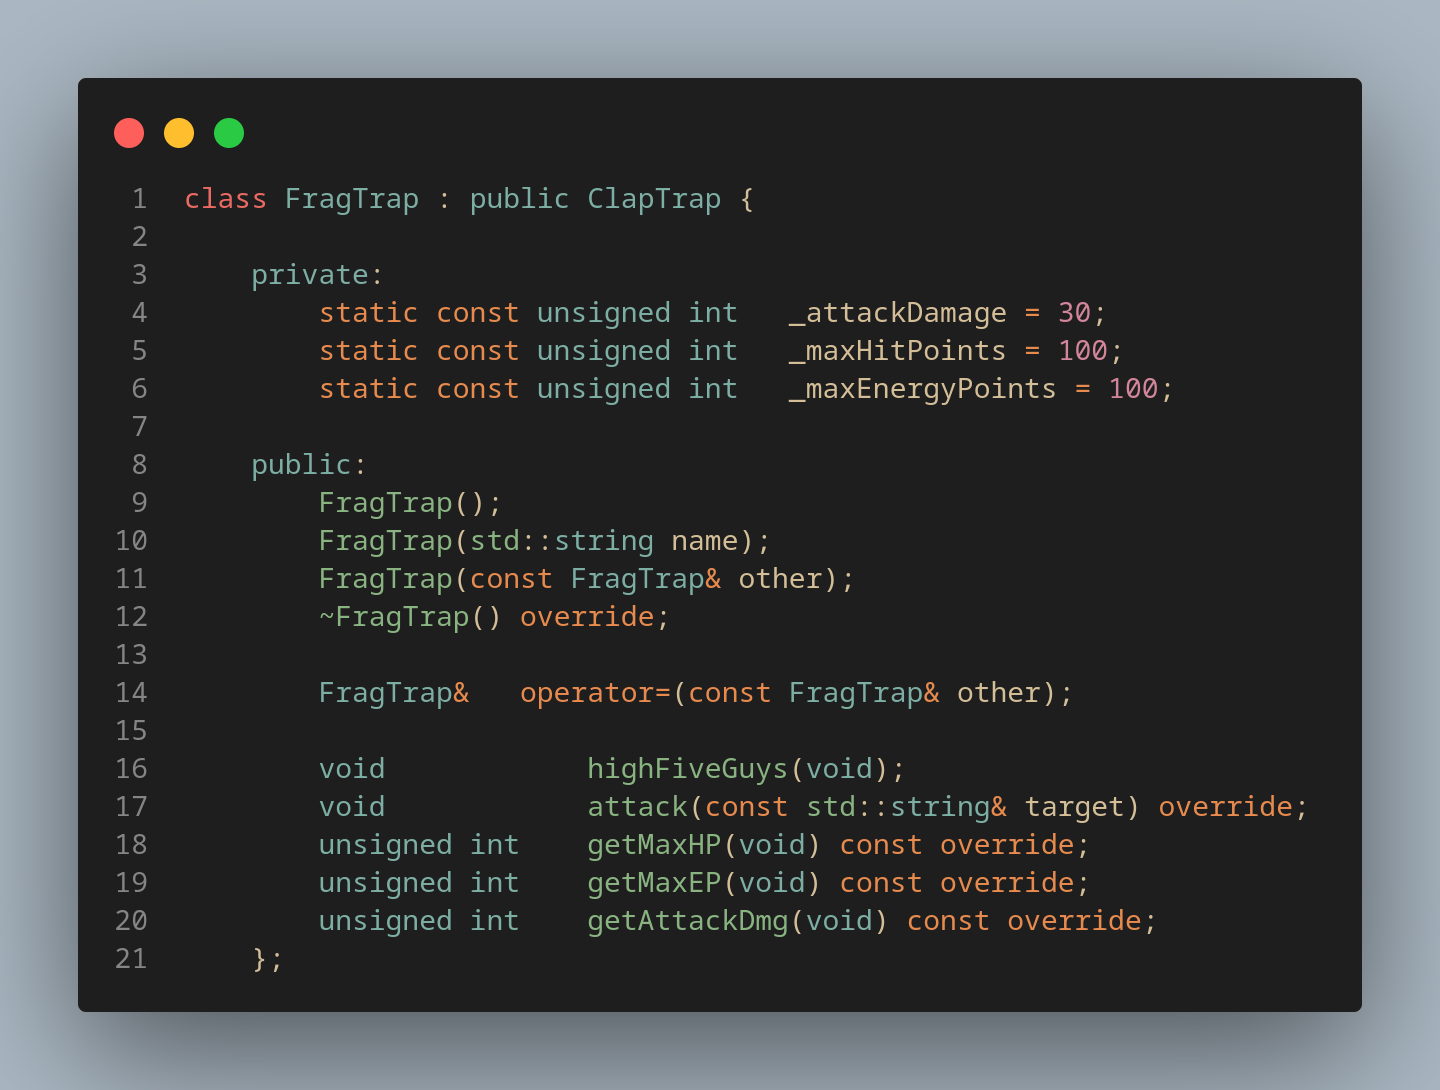 1 class FragTrap : public ClapTrap {
2
3     private:
4         static const unsigned int   _attackDamage = 30;
5         static const unsigned int   _maxHitPoints = 100;
6         static const unsigned int   _maxEnergyPoints = 100;
7
8     public:
9         FragTrap();
10         FragTrap(std::string name);
11         FragTrap(const FragTrap& other);
12         ~FragTrap() override;
13
14         FragTrap&   operator=(const FragTrap& other);
15
16         void            highFiveGuys(void);
17         void            attack(const std::string& target) override;
18         unsigned int    getMaxHP(void) const override;
19         unsigned int    getMaxEP(void) const override;
20         unsigned int    getAttackDmg(void) const override;
21     };